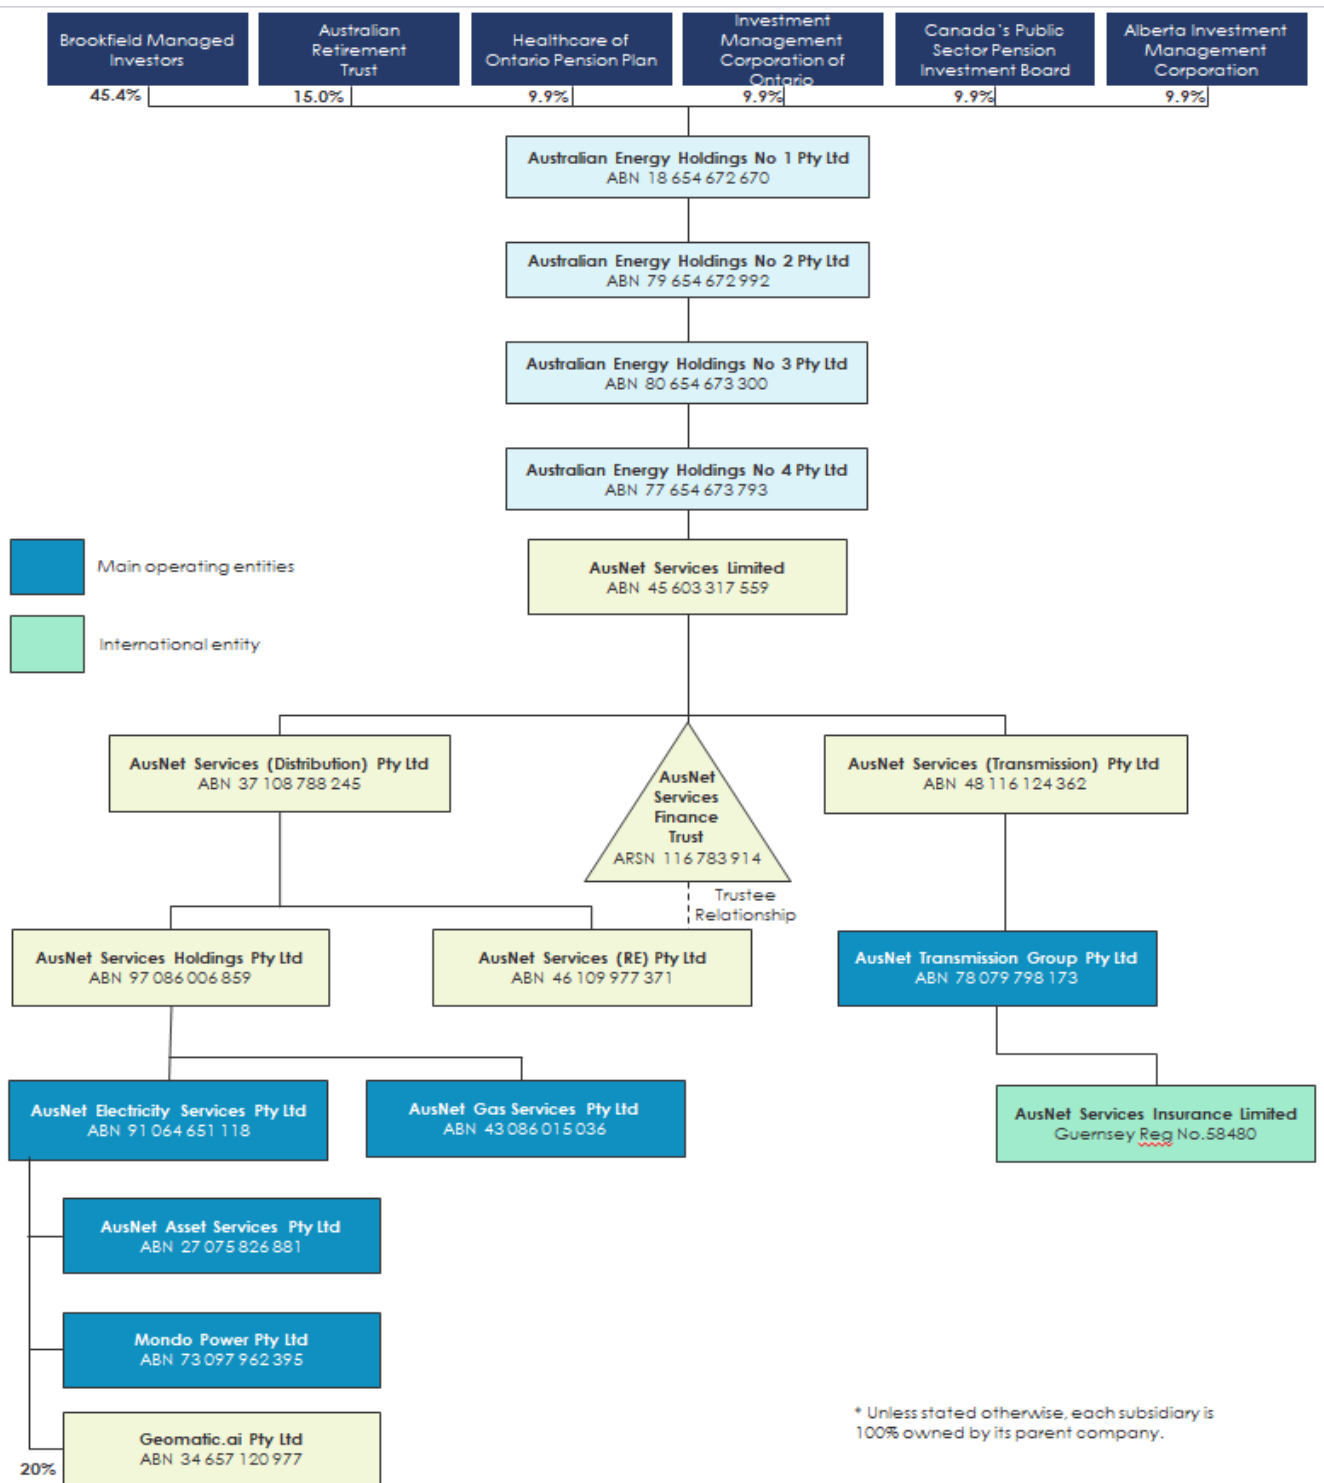 Brookfield Managed
Investors
Australian
Retirement
Trust
Healthcare of
Ontario Pension Plan
Investment
Management
Corporation of
Ontario
Canada's Public
Sector Pension
Investment Board
Alberta Investment
Management
Corporation
45.4%
15.0%
9.9%
9.9%
9.9%
9.9%
Australian Energy Holdings No 1 Pty Ltd
ABN 18 654 672 670
Australian Energy Holdings No 2 Pty Ltd
ABN 79 654 672 992
Australian Energy Holdings No 3 Pty Ltd
ABN 80 654 673 300
Australian Energy Holdings No 4 Pty Ltd
ABN 77 654 673 793
Main operating entities
International entity
AusNet Services Limited
ABN 45 603 317 559
AusNet Services (Distribution) Pty Ltd
ABN 37 108 788 245
AusNet
Services
Finance
Trust
ARSN 116 783 914
AusNet Services (Transmission) Pty Ltd
ABN 48 116 124 362
Trustee
Relationship
AusNet Services Holdings Pty Ltd
ABN 97 086 006 859
AusNet Services (RE) Pty Ltd
ABN 46 109 977 371
AusNet Transmission Group Pty Ltd
ABN 78 079 798 173
AusNet Electricity Services Pty Ltd
ABN 91 064 651 118
AusNet Gas Services Pty Ltd
ABN 43 086 015 036
AusNet Services Insurance Limited
Guernsey Reg No.58480
AusNet Asset Services Pty Ltd
ABN 27 075 826 881
Mondo Power Pty Ltd
ABN 73 097 962 395
Geomatic.ai Pty Ltd
ABN 34 657 120 977
20%
* Unless stated otherwise, each subsidiary is
100% owned by its parent company.